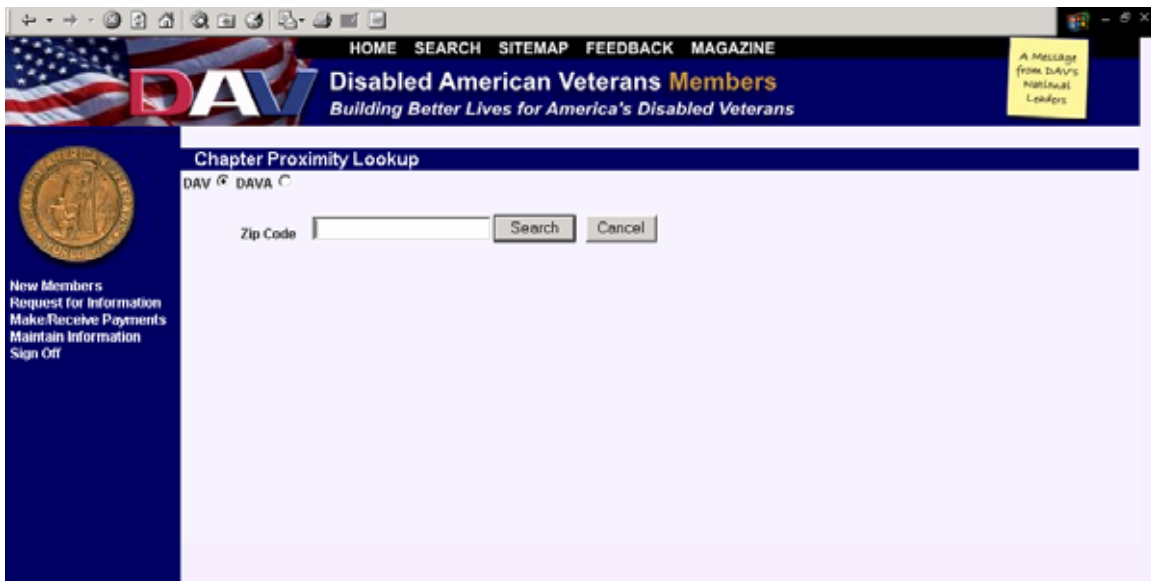 HOME SEARCH SITEMAP FEEDBACK MAGAZINE
A Message
from DAV's
National
Leaders
DAV
Disabled American Veterans Members
Building Better Lives for America's Disabled Veterans
Chapter Proximity Lookup
DAV DAVA
Zip Code Search Cancel
New Members
Request for Information
Make/Receive Payments
Maintain Information
Sign Off